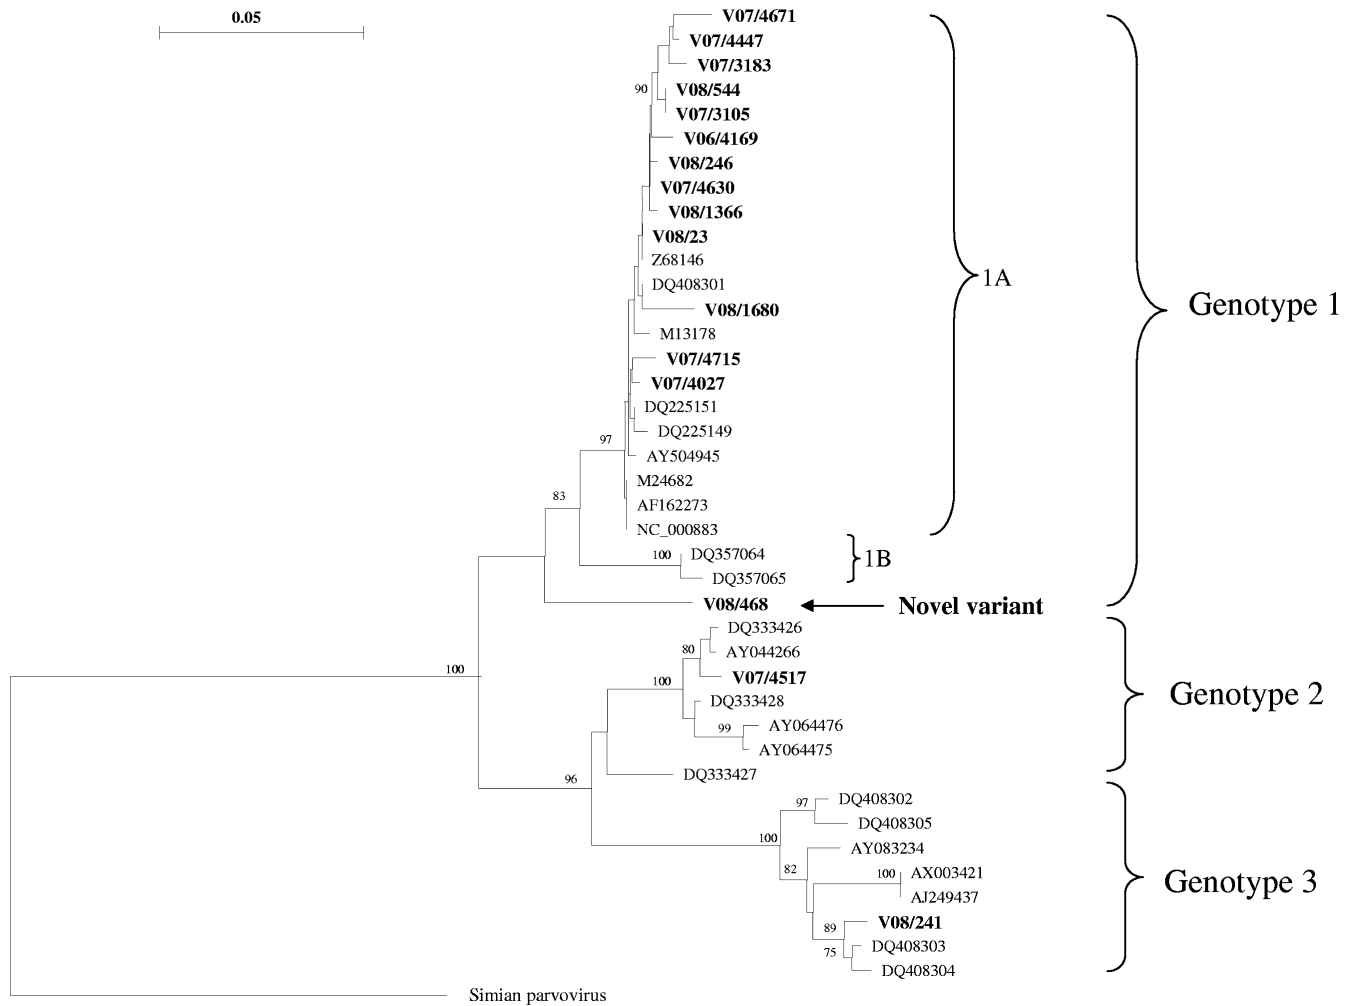 0.05
V07/4671
V07/4447
V07/3183
90
V08/544
V07/3105
V06/4169
V08/246
V07/4630
V08/1366
V08/23
Z68146
DQ408301
1A
Genotype 1
V08/1680
M13178
V07/4715
V07/4027
DQ225151
DQ225149
97
AY504945
M24682
83
AF162273
NC_000883
100
DQ357064
1B
DQ357065
V08/468
Novel variant
DQ333426
80
AY044266
100
V07/4517
100
DQ333428
Genotype 2
99
AY064476
AY064475
96
DQ333427
97
DQ408302
DQ408305
100
AY083234
82
100
AX003421
Genotype 3
AJ249437
89
V08/241
75
DQ408303
DQ408304
Simian parvovirus